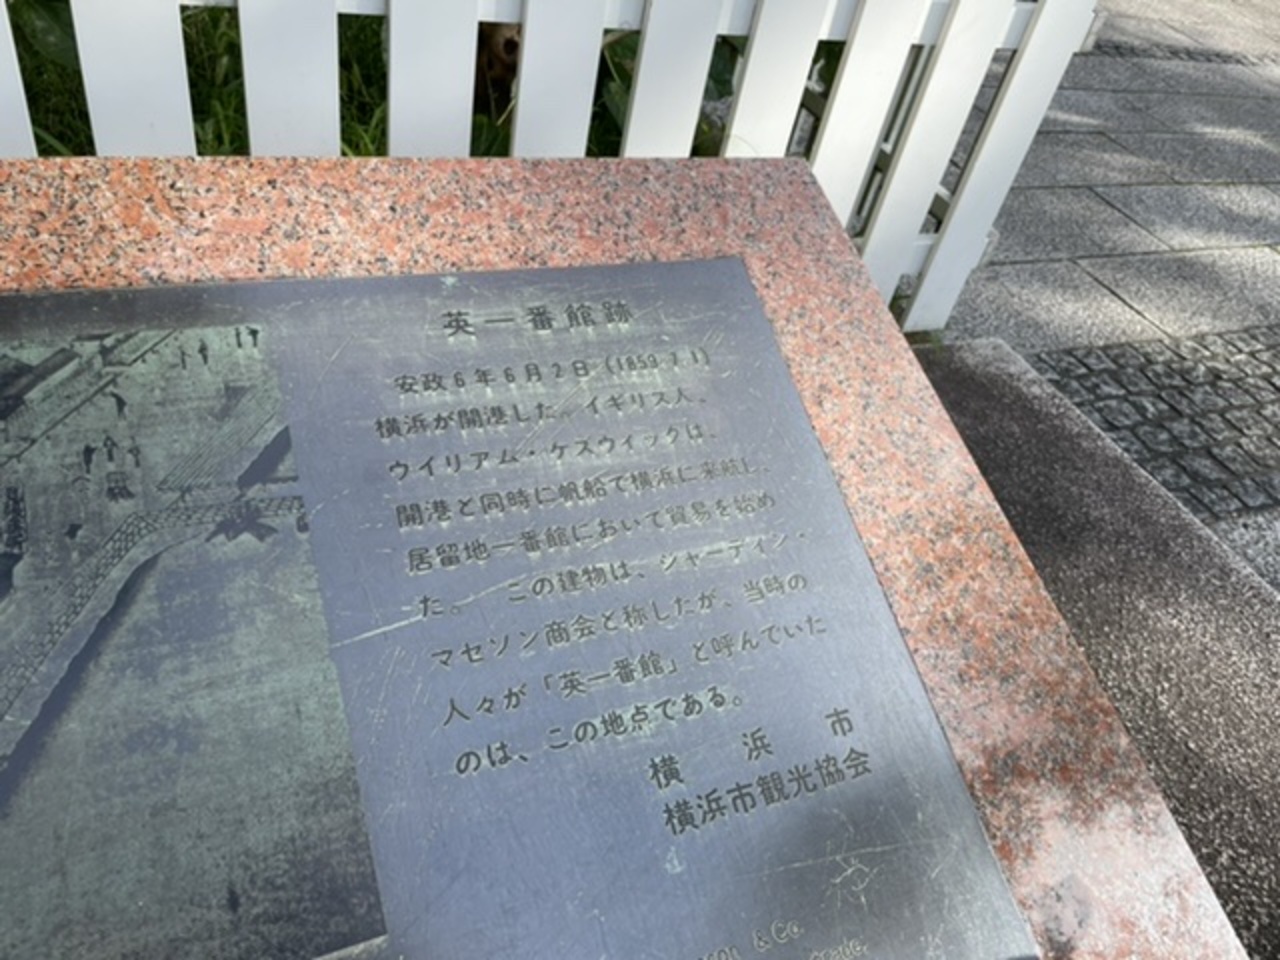 英一番館跡
安政6年6月2日（1859.7.1）
横浜が開港した。イギリス人、
ウイリアム・ケズウィックは、
開港と同時に帆船で横浜に来航し、
居留地一番館において貿易を始め
た。　この建物は、ジャーディン・
マセソン商会と称したが、当時の
人々が「英一番館」と呼んでいた
のは、この地点である。
横浜市
横浜市観光協会
& Co.